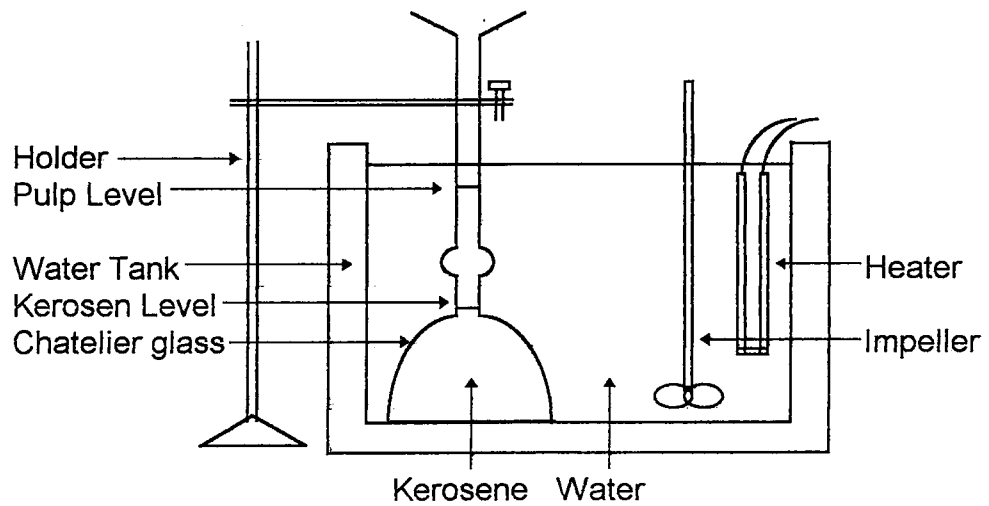 Holder
Pulp Level
Water Tank
Kerosen Level
Chatelier glass
Heater
Impeller
Kerosene
Water